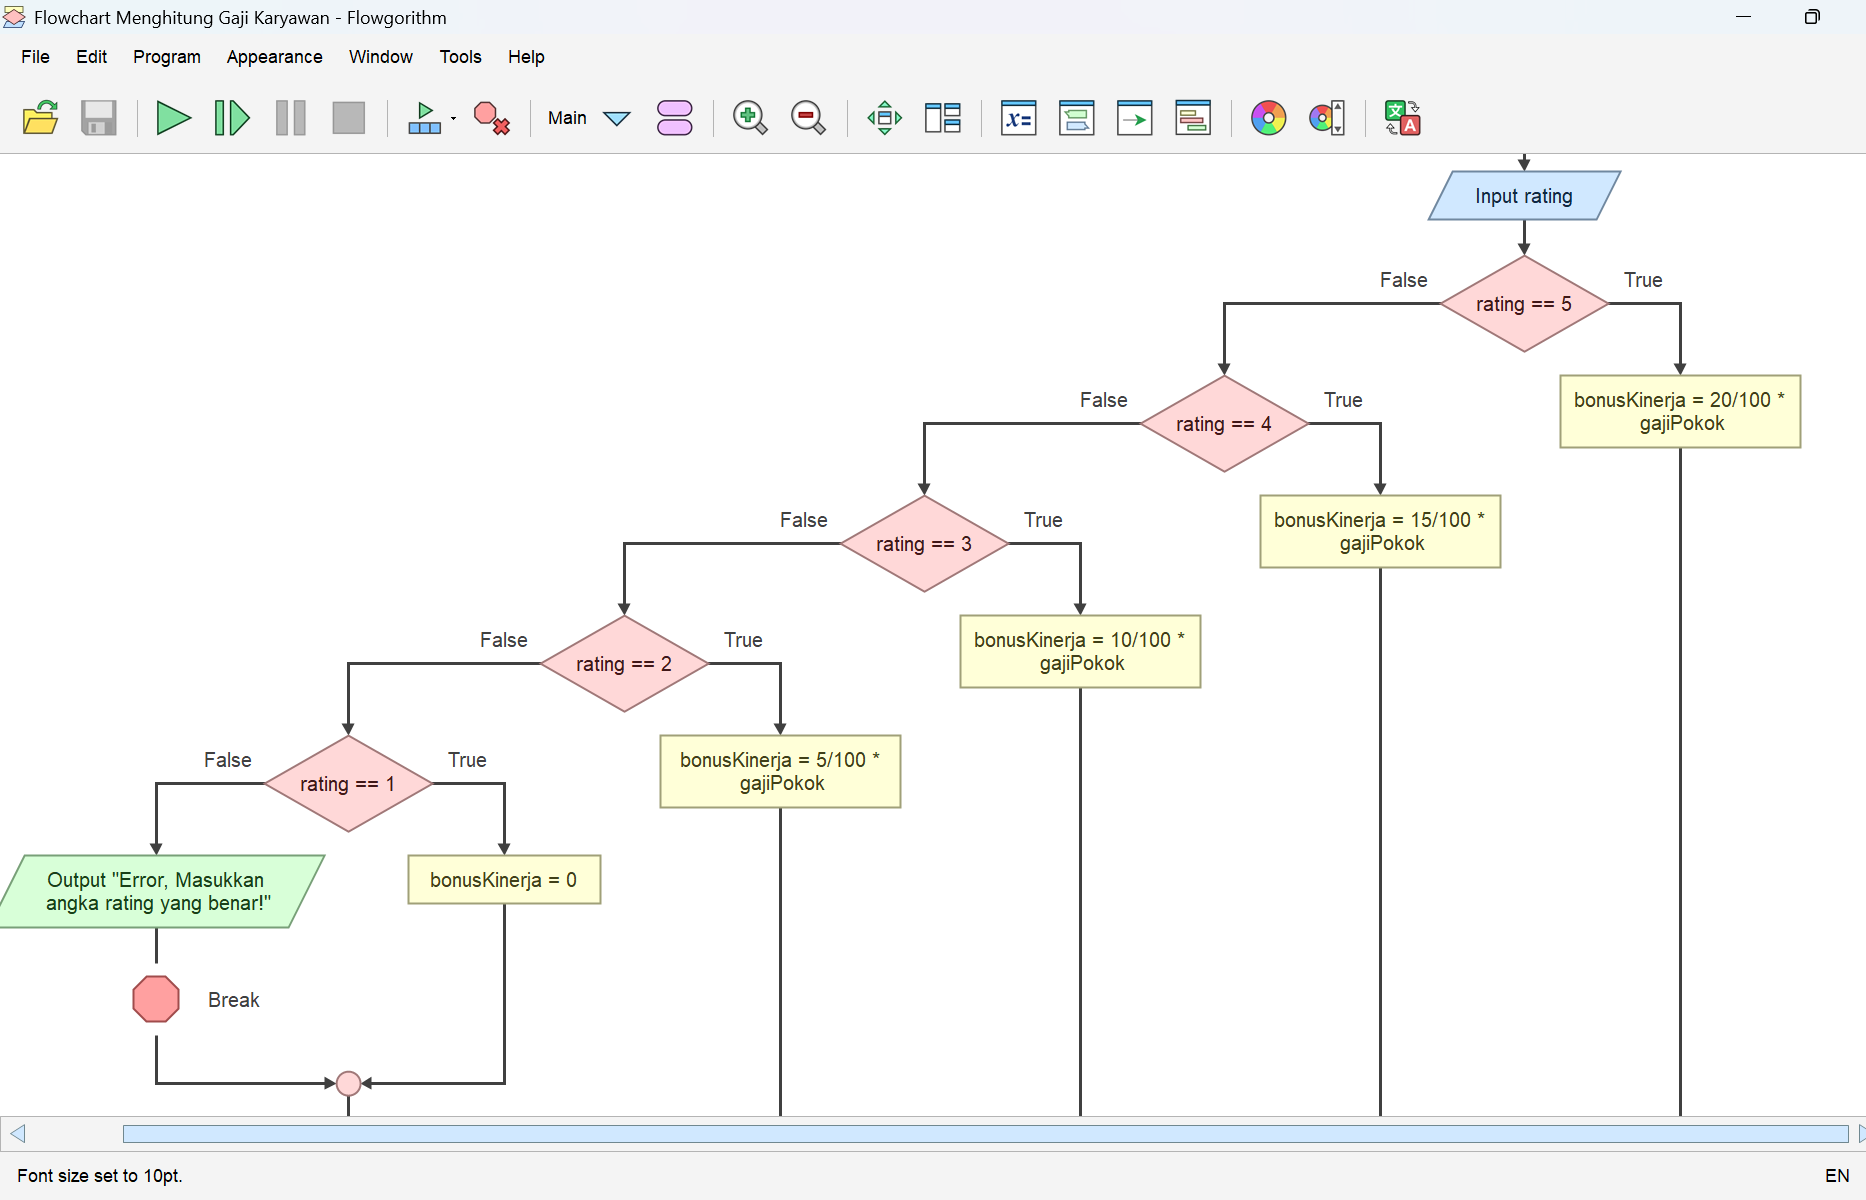 Flowchart Menghitung Gaji Karyawan - Flowgorithm
File Edit Program Appearance Window Tools Help
Main
Input rating
False
rating == 5
True
False
rating == 4
True
bonusKinerja = 20/100 *
gajiPokok
False
rating == 3
True
bonusKinerja = 15/100 *
gajiPokok
False
rating == 2
True
bonusKinerja = 10/100 *
gajiPokok
False
rating == 1
True
bonusKinerja = 5/100 *
gajiPokok
Output "Error, Masukkan
angka rating yang benar!"
bonusKinerja = 0
Break
Font size set to 10pt.
EN